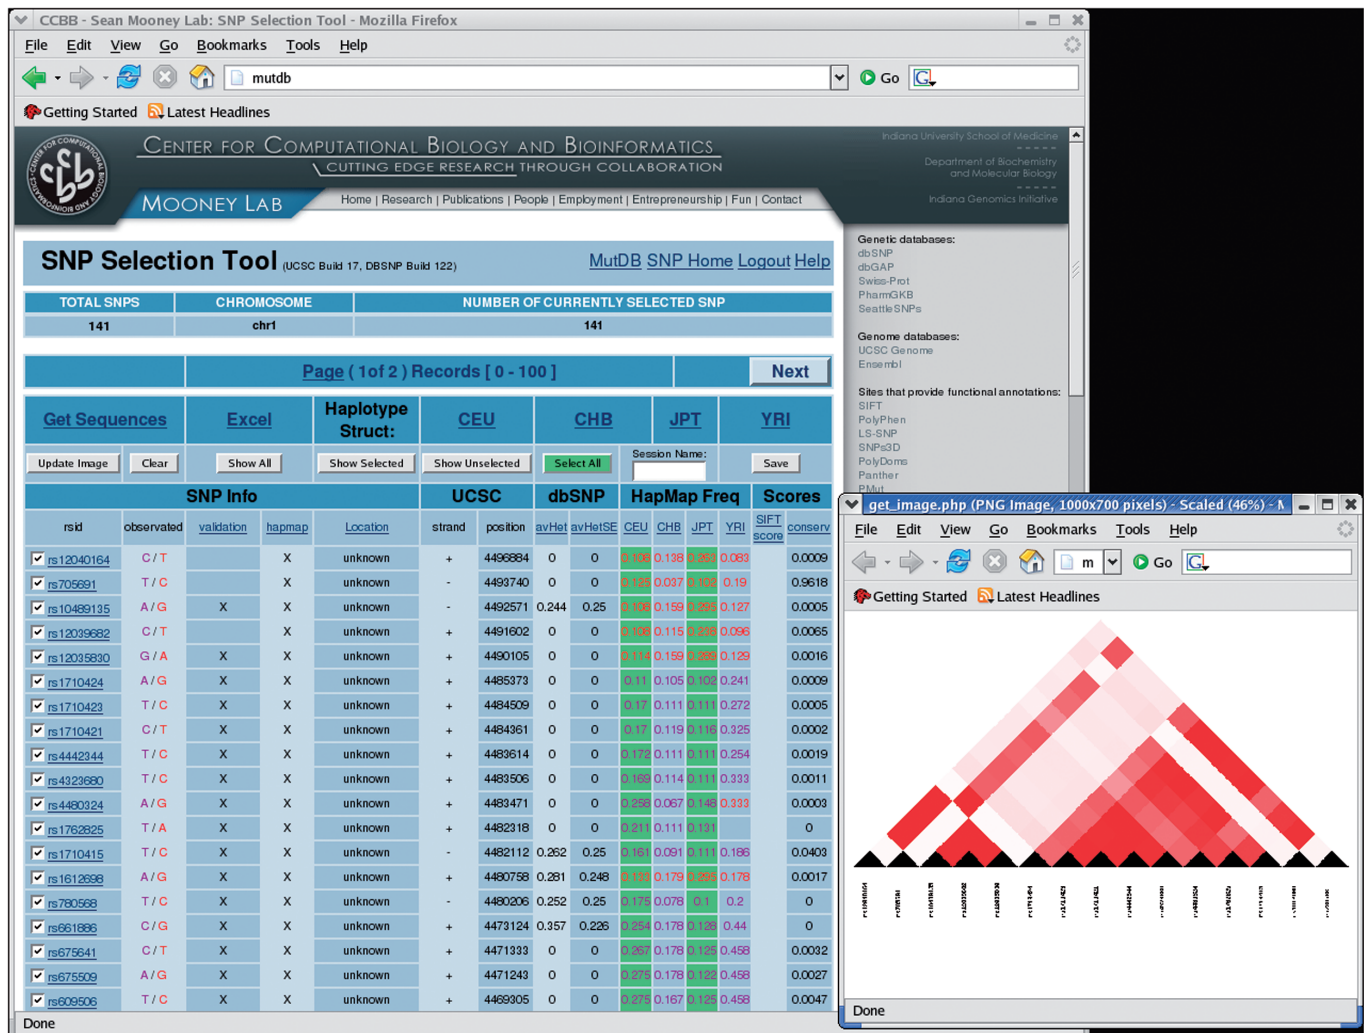 CCBB - Sean Mooney Lab: SNP Selection Tool - Mozilla Firefox
File Edit View Go Bookmarks Tools Help
mutdb Go G
Getting Started Latest Headlines
CENTER FOR COMPUTATIONAL BIOLOGY AND BIOINFORMATICS
CUTTING EDGE RESEARCH THROUGH COLLABORATION
MOONEY LAB
Home | Research | Publications | People | Employment | Entrepreneurship | Fun | Contact
Indiana University School of Medicine
Department of Biochemistry
and Molecular Biology
Indiana Genomics Initiative
SNP Selection Tool (UCSC Build 17, DBSNP Build 122)
MutDB SNP Home Logout Help
TOTAL SNPS CHROMOSOME NUMBER OF CURRENTLY SELECTED SNP
141 chr1 141
Page ( 1of 2 ) Records [ 0 - 100 ] Next
Get Sequences Excel Haplotype Struct: CEU CHB JPT YRI
Update Image Clear Show All Show Selected Show Unselected Select All Session Name: Save
SNP Info UCSC dbSNP HapMap Freq Scores
rsid observated validation hapmap Location strand position avHet avHetSE CEU CHB JPT YRI SIFT score conserv
rs12040164 C/T X unknown + 4496884 0 0 0.108 0.138 0.263 0.083 0.0009
rs705691 T/C X unknown - 4493740 0 0 0.125 0.037 0.102 0.19 0.9618
rs10489135 A/G X X unknown - 4492571 0.244 0.25 0.108 0.159 0.295 0.127 0.0005
rs12039682 C/T X unknown + 4491602 0 0 0.108 0.115 0.238 0.096 0.0065
rs12035830 G/A X X unknown + 4490105 0 0 0.114 0.159 0.289 0.129 0.0016
rs1710424 A/G X X unknown + 4485373 0 0 0.11 0.105 0.102 0.241 0.0009
rs1710423 T/C X X unknown + 4484509 0 0 0.17 0.111 0.111 0.272 0.0005
rs1710421 C/T X X unknown + 4484361 0 0 0.17 0.119 0.116 0.325 0.0002
rs4442344 T/C X X unknown + 4483614 0 0 0.172 0.111 0.111 0.254 0.0019
rs4323680 T/C X X unknown + 4483506 0 0 0.169 0.114 0.111 0.333 0.0011
rs4480324 A/G X X unknown + 4483471 0 0 0.258 0.067 0.148 0.333 0.0003
rs1762825 T/A X X unknown + 4482318 0 0 0.211 0.111 0.131 0
rs1710415 T/C X X unknown - 4482112 0.262 0.25 0.161 0.091 0.111 0.186 0.0403
rs1612698 A/G X X unknown + 4480758 0.281 0.248 0.133 0.179 0.295 0.178 0.0017
rs780568 T/C X X unknown - 4480206 0.252 0.25 0.175 0.078 0.1 0.2 0
rs661886 C/G X X unknown + 4473124 0.357 0.226 0.254 0.178 0.128 0.44 0
rs675641 C/T X X unknown + 4471333 0 0 0.267 0.178 0.125 0.458 0.0032
rs675509 A/G X X unknown + 4471243 0 0 0.275 0.178 0.122 0.458 0.0027
rs609506 T/C X X unknown + 4469305 0 0 0.275 0.167 0.125 0.458 0.0047
Done
Genetic databases:
dbSNP
dbGAP
Swiss-Prot
PharmGKB
SeattleSNPs
Genome databases:
UCSC Genome
Ensembl
Sites that provide functional annotations:
SIFT
PolyPhen
LS-SNP
SNPs3D
PolyDoms
Panther
PMut
get_image.php (PNG Image, 1000x700 pixels) - Scaled (46%) - M
File Edit View Go Bookmarks Tools Help
m Go G
Getting Started Latest Headlines
Done